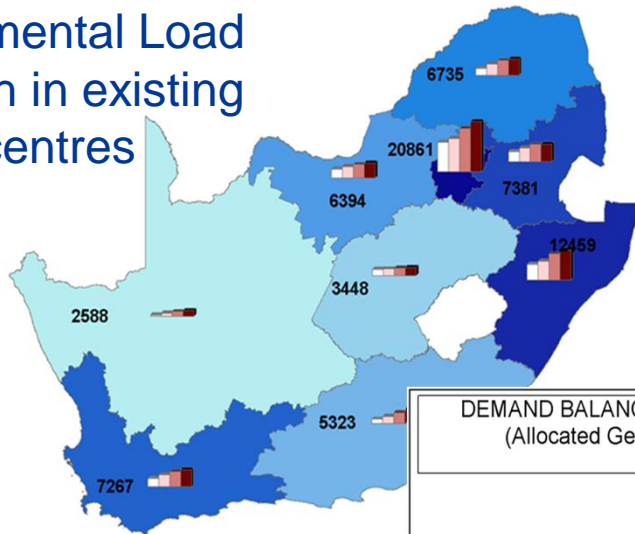 mental Load
in existing
centres
6735
20861
7381
6394
12459
3448
2588
5323
7267
DEMAND BALANC
(Allocated Ge